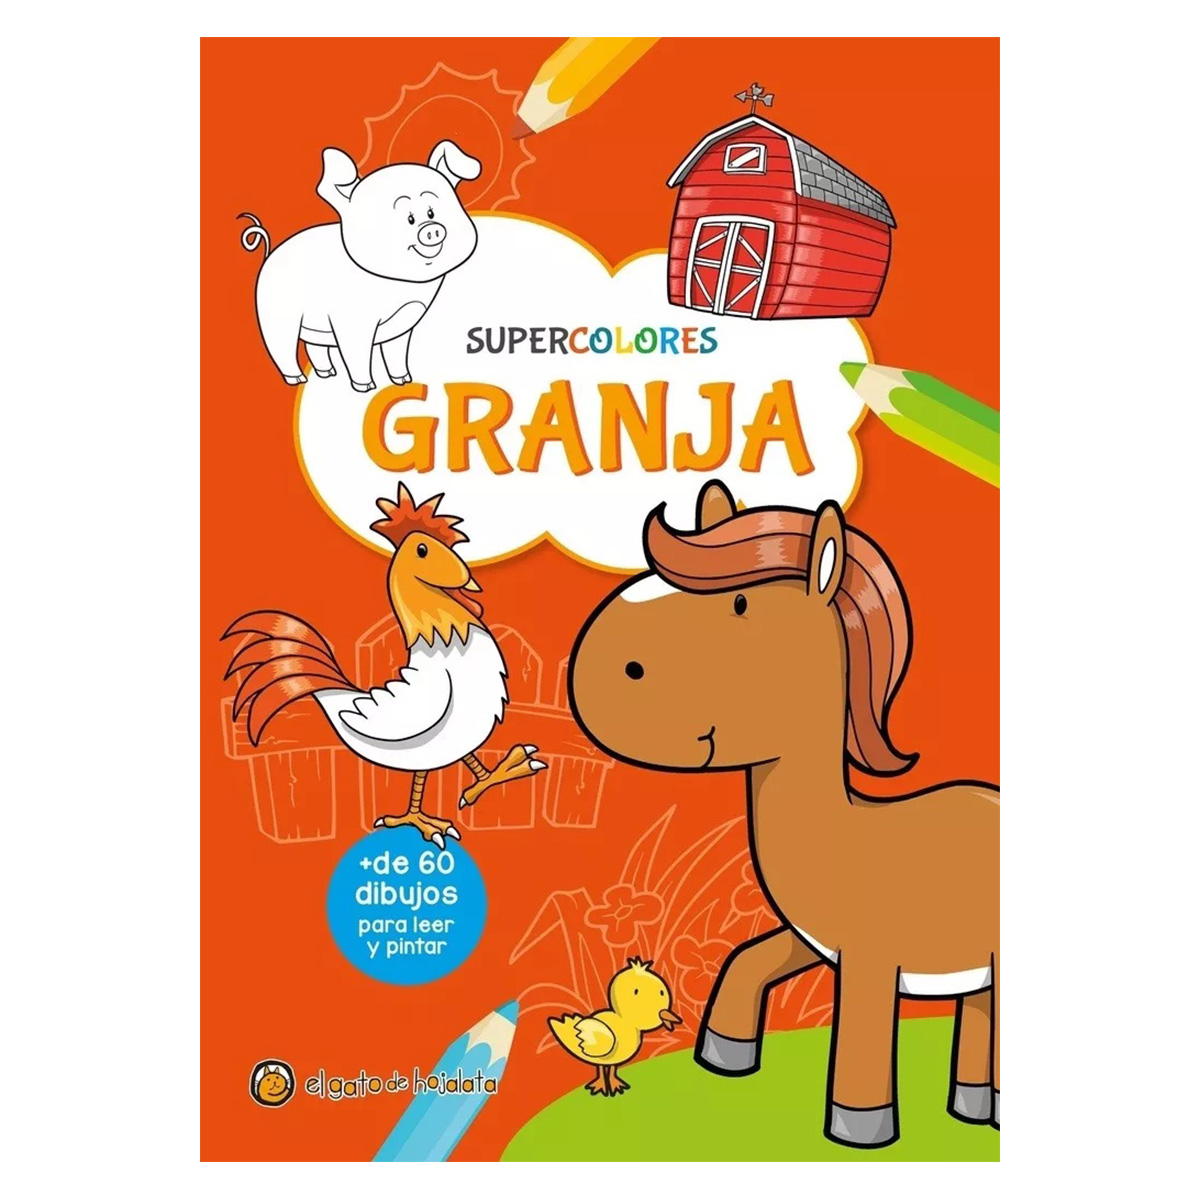 SUPERCOLORES
GRANJA
+de 60
dibujos
para leer
y pintar
el gato de hojalata